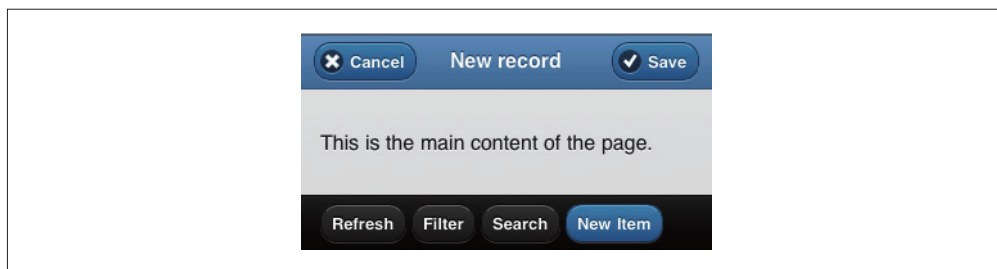 Cancel New record Save
This is the main content of the page.
Refresh Filter Search New Item